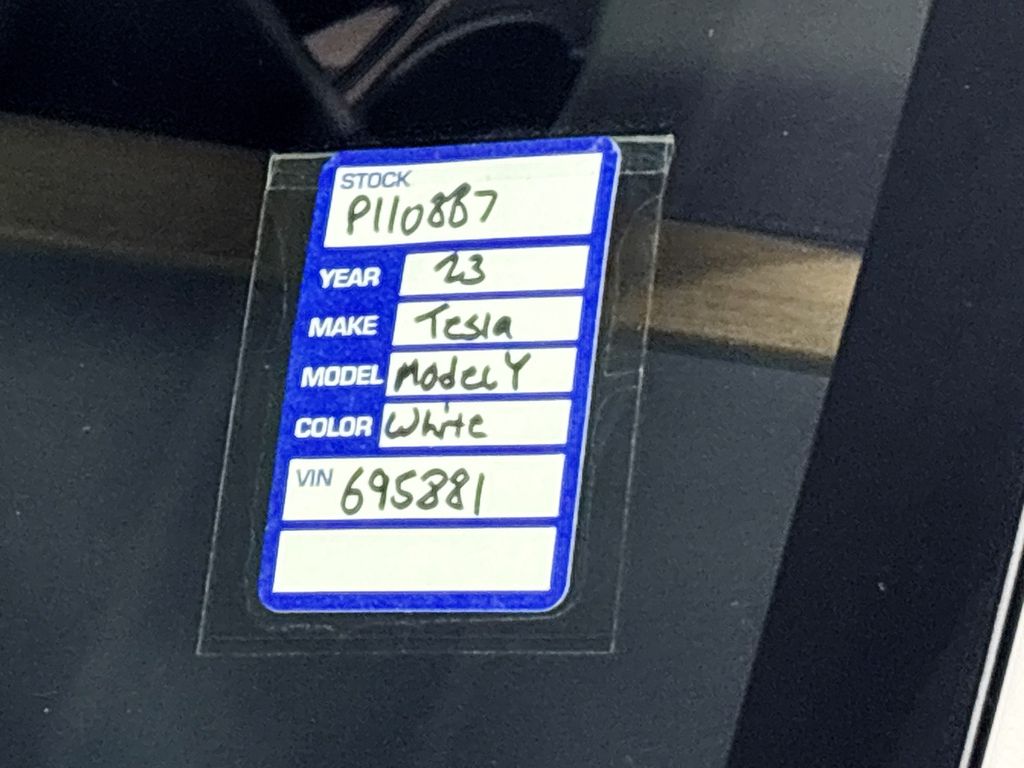 STOCK
P110887
YEAR 23
MAKE Tesla
MODEL Model Y
COLOR White
VIN 695881